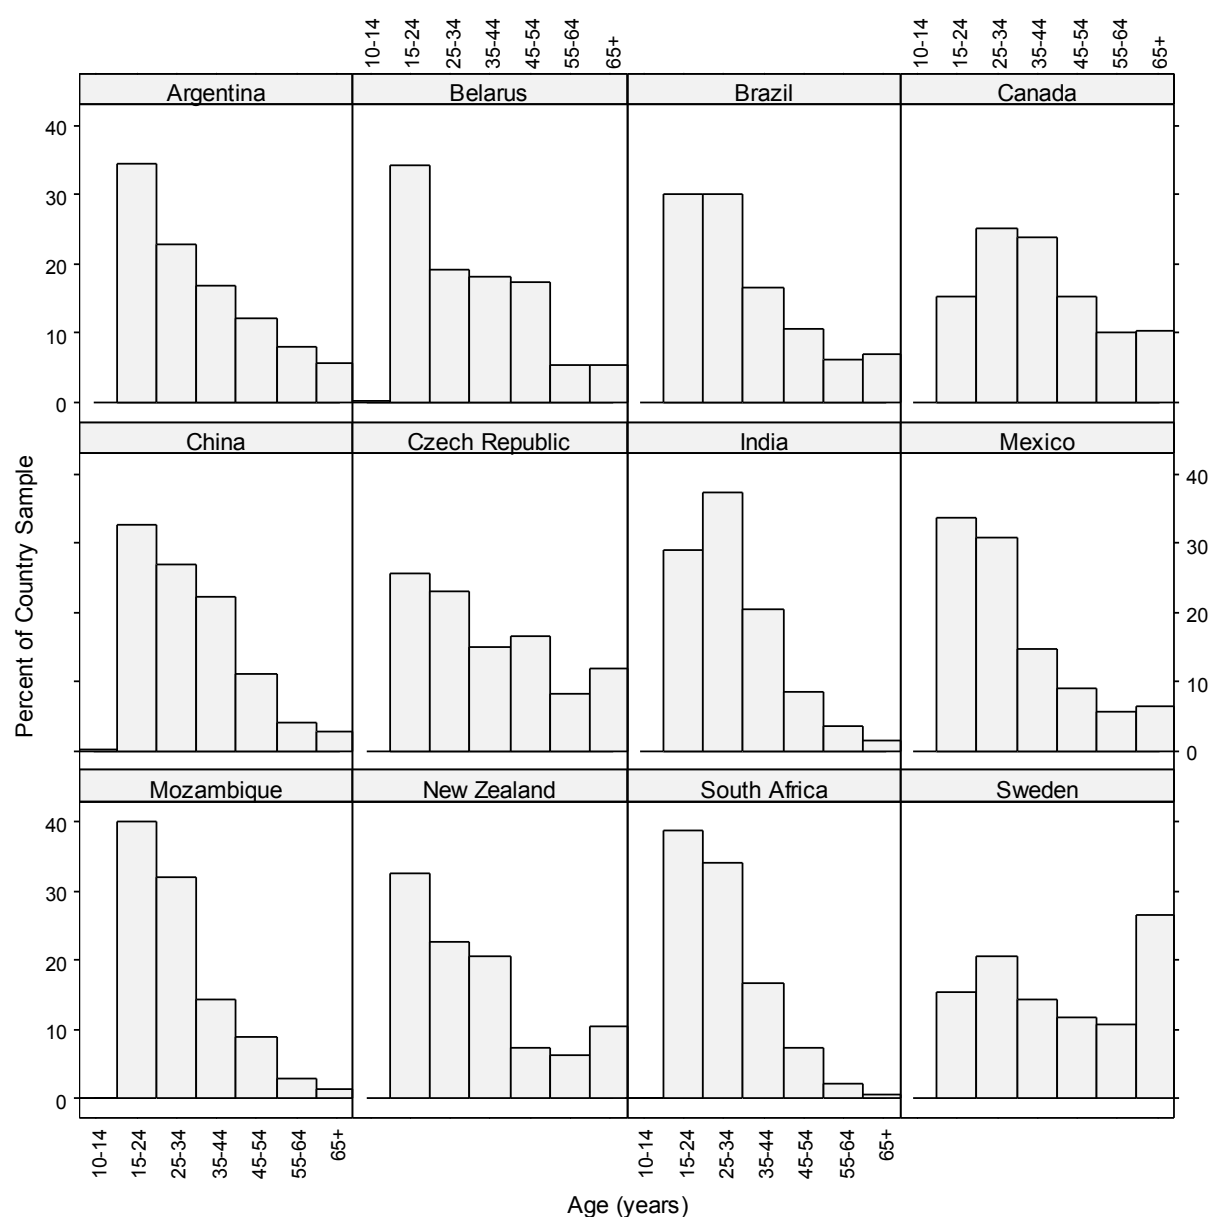 10-14 15-24 25-34 35-44 45-54 55-64 65+ 10-14 15-24 25-34 35-44 45-54 55-64 65+
Argentina Belarus Brazil Canada
40
30
20
10
0
China Czech Republic India Mexico
40
30
20
10
0
Percent of Country Sample
Mozambique New Zealand South Africa Sweden
40
30
20
10
0
10-14 15-24 25-34 35-44 45-54 55-64 65+ 10-14 15-24 25-34 35-44 45-54 55-64 65+
Age (years)